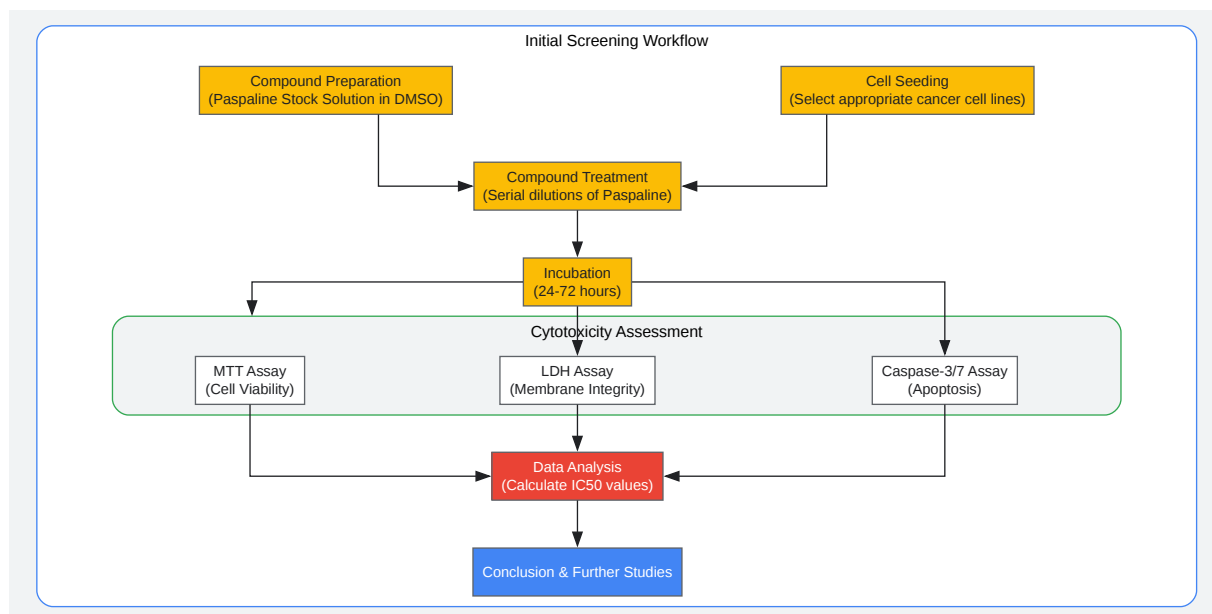 Initial Screening Workflow
Compound Preparation
(Paspaline Stock Solution in DMSO)
Cell Seeding
(Select appropriate cancer cell lines)
Compound Treatment
(Serial dilutions of Paspaline)
Incubation
(24-72 hours)
Cytotoxicity Assessment
MTT Assay
(Cell Viability)
LDH Assay
(Membrane Integrity)
Caspase-3/7 Assay
(Apoptosis)
Data Analysis
(Calculate IC50 values)
Conclusion & Further Studies